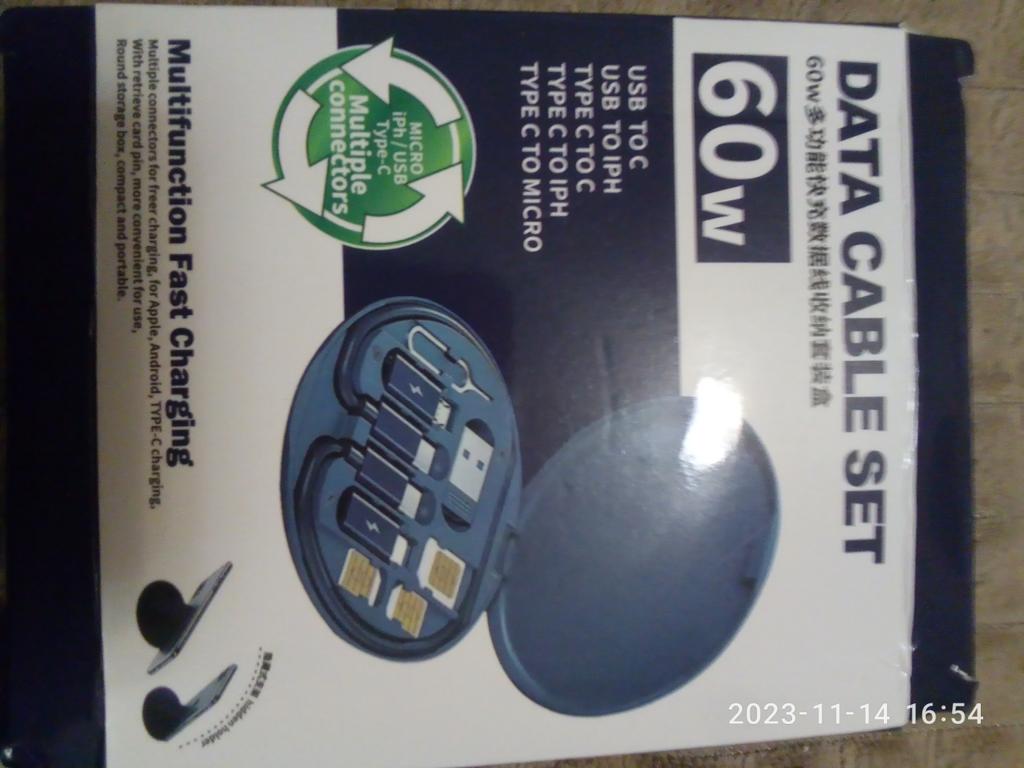 DATA CABLE SET
60w多功能快充数据线收纳套装盒
60w
USB TO C
USB TO IPH
TYPE C TO C
TYPE C TO IPH
TYPE C TO MICRO
MICRO
iPh / USB
Type-C
Multiple
connectors
Multifunction Fast Charging
Multiple connectors for freer charging, for Apple, Android, TYPE-C charging,
With retrieve card pin, more convenient for use,
Round storage box, compact and portable.
hidden holder
2023-11-14 16:54